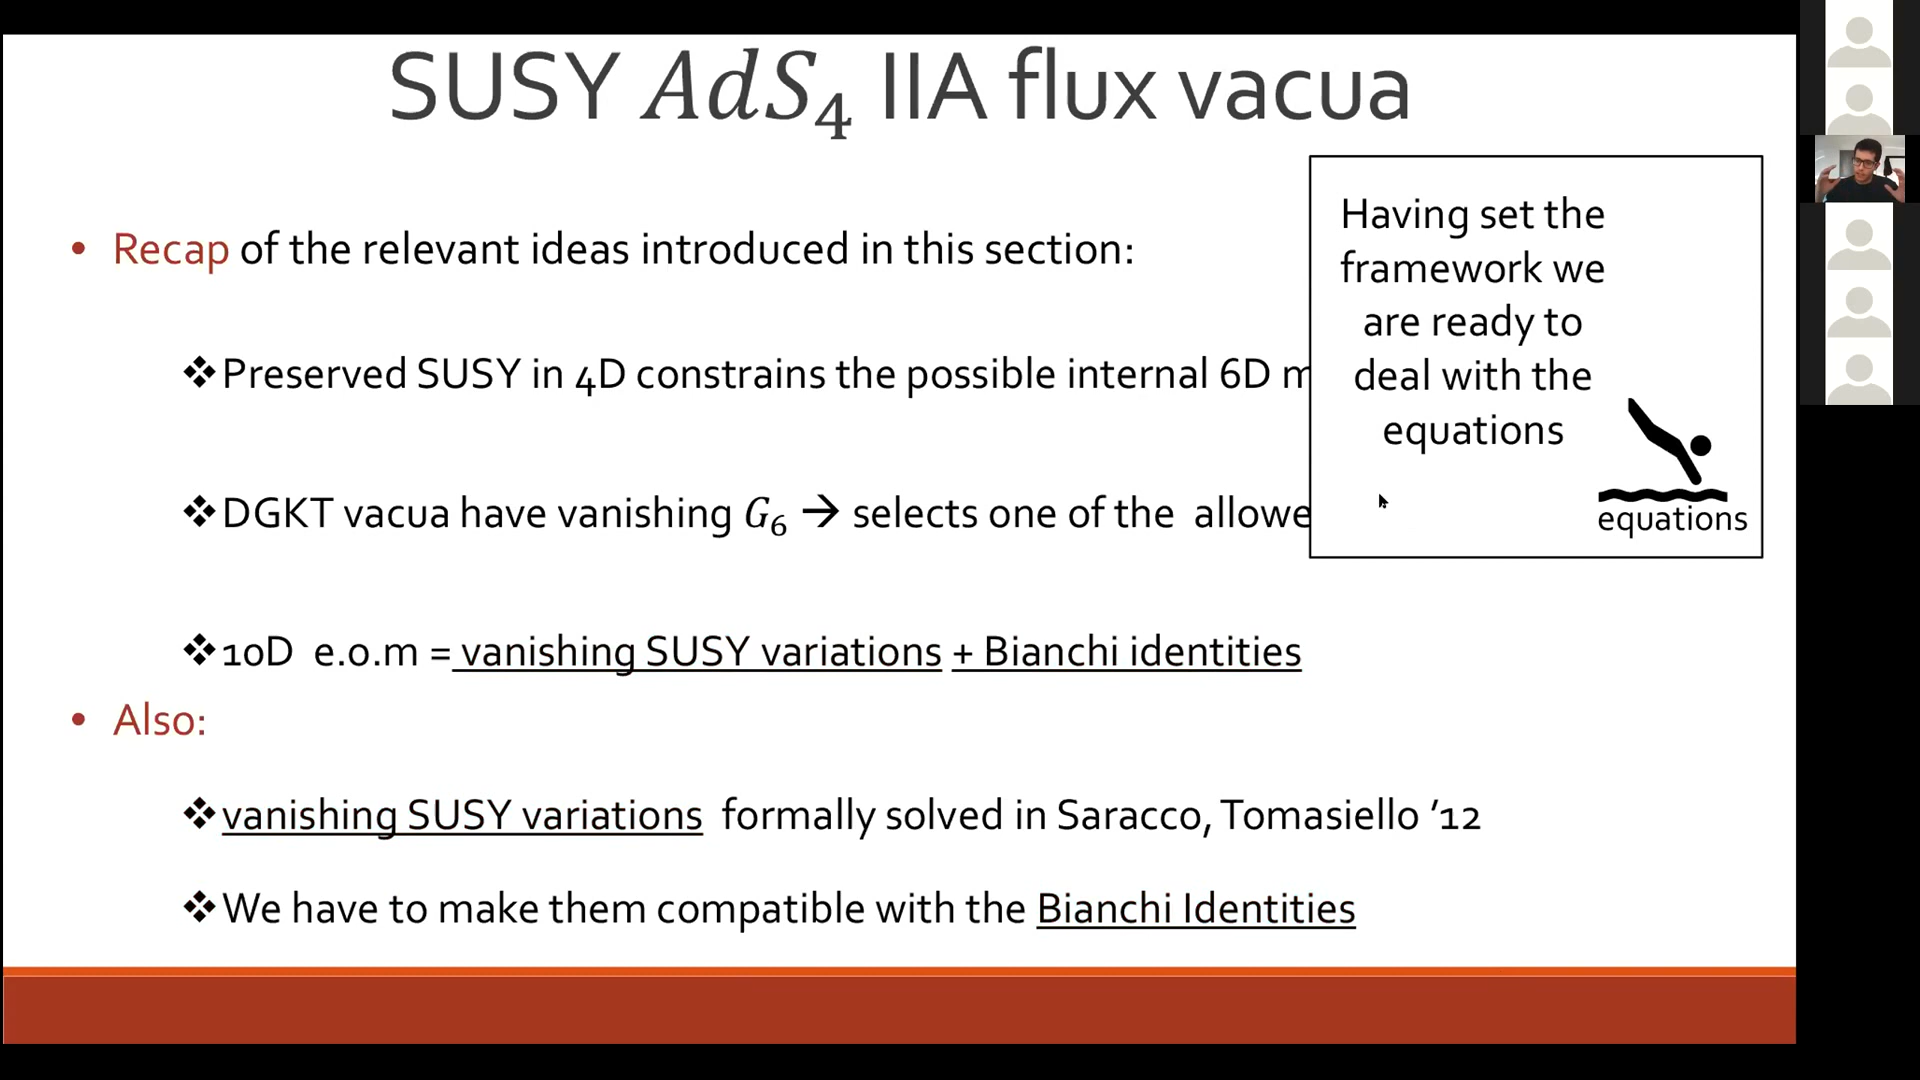 SUSY AdS₄ IIA flux vacua
• Recap of the relevant ideas introduced in this section:
❖Preserved SUSY in 4D constrains the possible internal 6D
❖DGKT vacua have vanishing G₆ → selects one of the
❖10D e.o.m = vanishing SUSY variations + Bianchi identities
• Also:
❖vanishing SUSY variations formally solved in Saracco, Tomasiello ’12
❖We have to make them compatible with the Bianchi Identities
Having set the
framework we
are ready to
deal with the
equations
equations